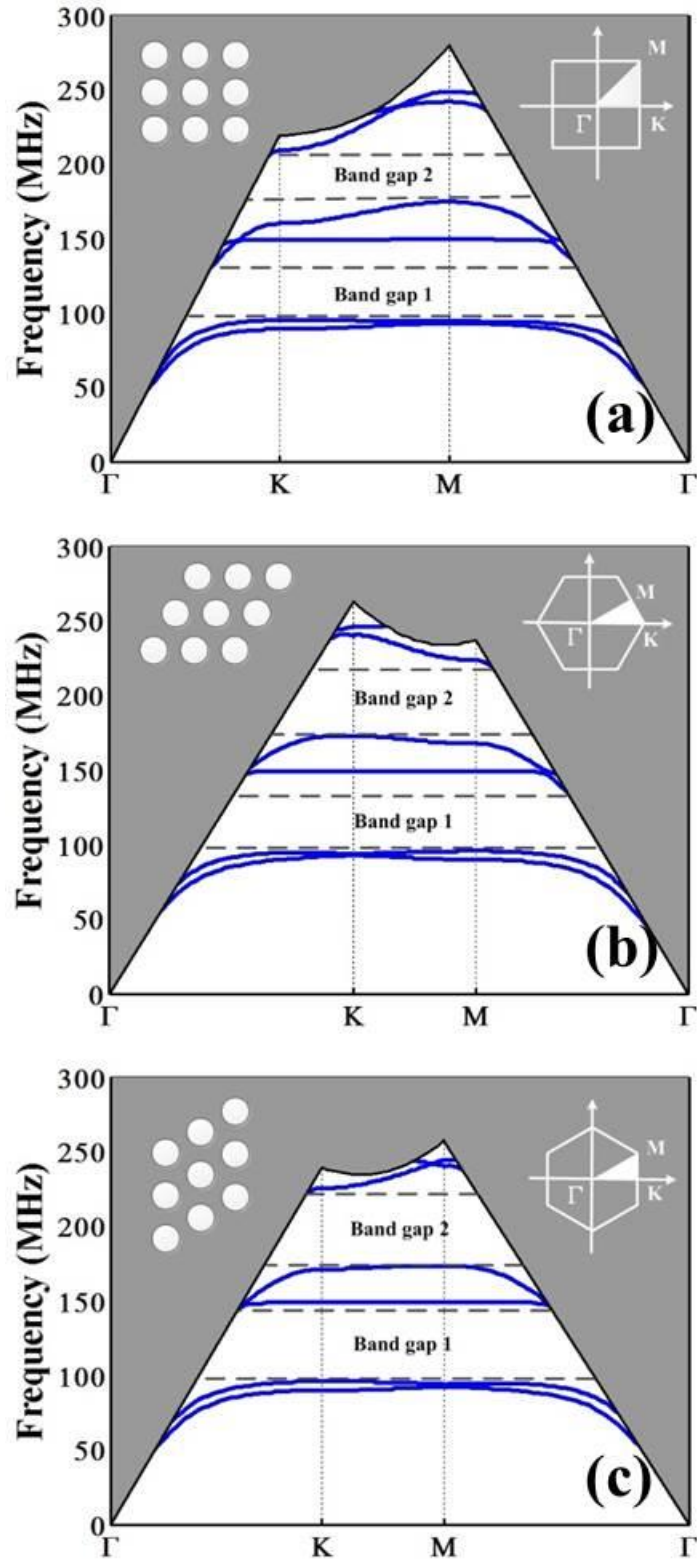 300
250
200
150
100
50
0
Frequency (MHz)
M
Γ
K
Band gap 2
Band gap 1
(a)
Γ
K
M
Γ
300
250
200
150
100
50
0
Frequency (MHz)
M
Γ
K
Band gap 2
Band gap 1
(b)
Γ
K
M
Γ
300
250
200
150
100
50
0
Frequency (MHz)
M
Γ
K
Band gap 2
Band gap 1
(c)
Γ
K
M
Γ